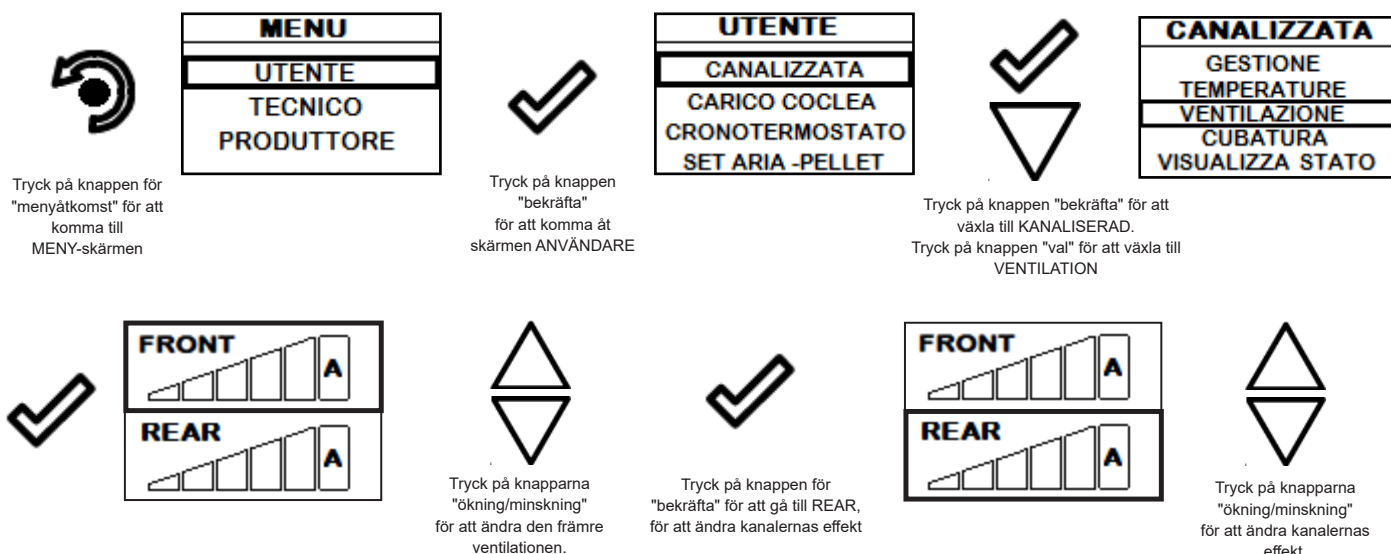 MENU
UTENTE
TECNICO
PRODUTTORE
Tryck på knappen för
"menyåtkomst" för att
komma till
MENY-skärmen
UTENTE
CANALIZZATA
CARICO COCLEA
CRONOTERMOSTATO
SET ARIA -PELLET
Tryck på knappen
"bekräfta"
för att komma åt
skärmen ANVÄNDARE
CANALIZZATA
GESTIONE
TEMPERATURE
VENTILAZIONE
CUBATURA
VISUALIZZA STATO
Tryck på knappen "bekräfta" för att
växla till KANALISERAD.
Tryck på knappen "val" för att växla till
VENTILATION
FRONT
A
REAR
A
Tryck på knapparna
"ökning/minskning"
för att ändra den främre
ventilationen.
Tryck på knappen för
"bekräfta" för att gå till REAR,
för att ändra kanalernas effekt
FRONT
A
REAR
A
Tryck på knapparna
"ökning/minskning"
för att ändra kanalernas
effekt